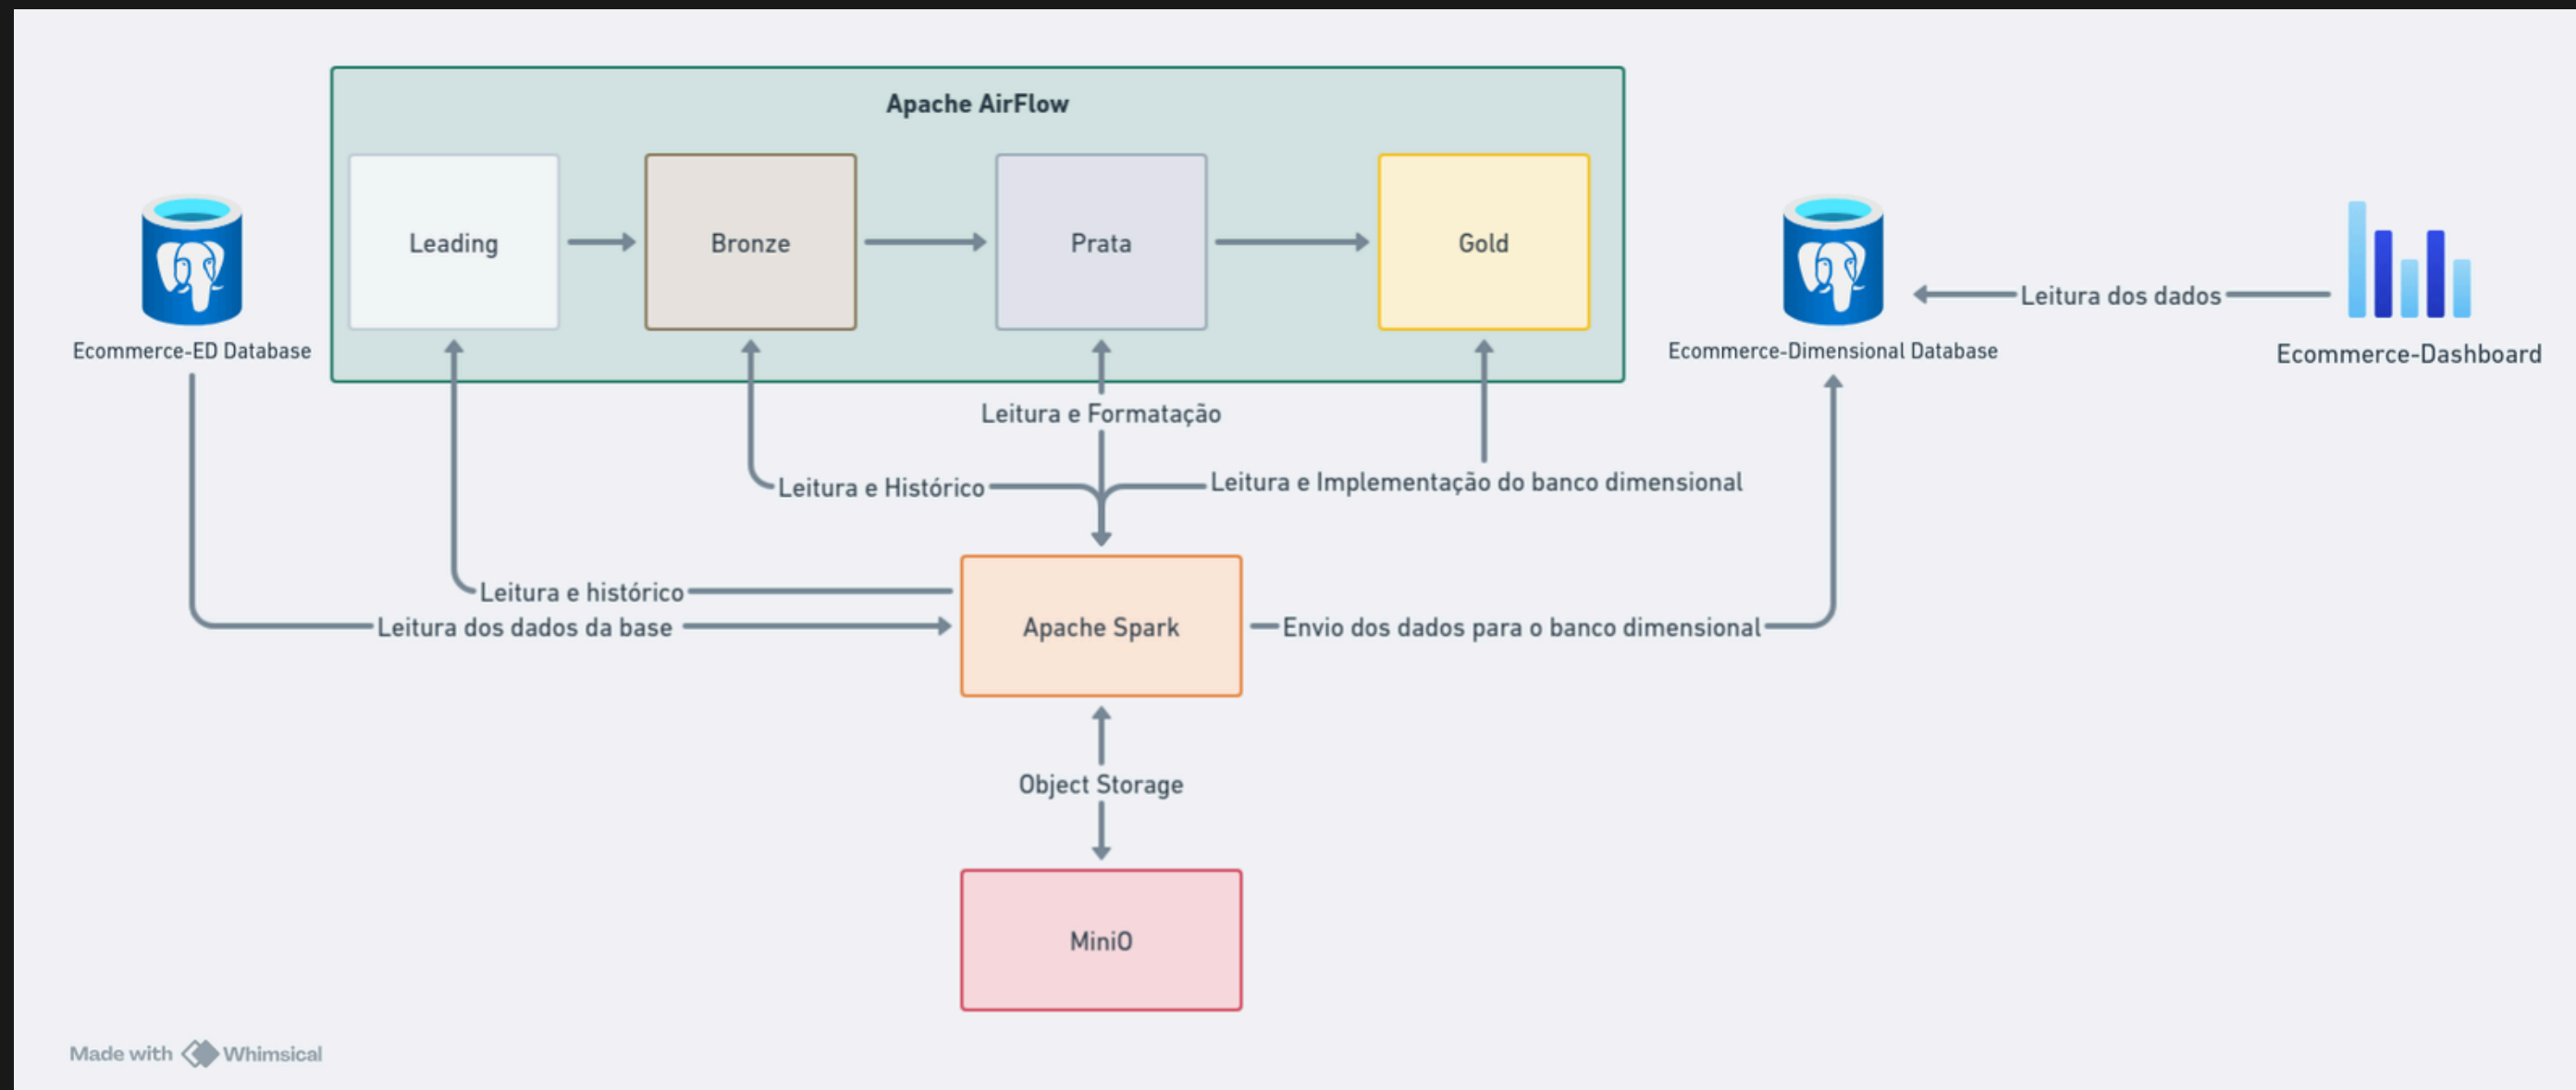 Apache AirFlow
Leading
Bronze
Prata
Gold
Ecommerce-ED Database
Ecommerce-Dimensional Database
Leitura dos dados
Ecommerce-Dashboard
Leitura e Formatação
Leitura e Histórico
Leitura e Implementação do banco dimensional
Leitura e histórico
Leitura dos dados da base
Apache Spark
Envio dos dados para o banco dimensional
Object Storage
MiniO
Made with Whimsical